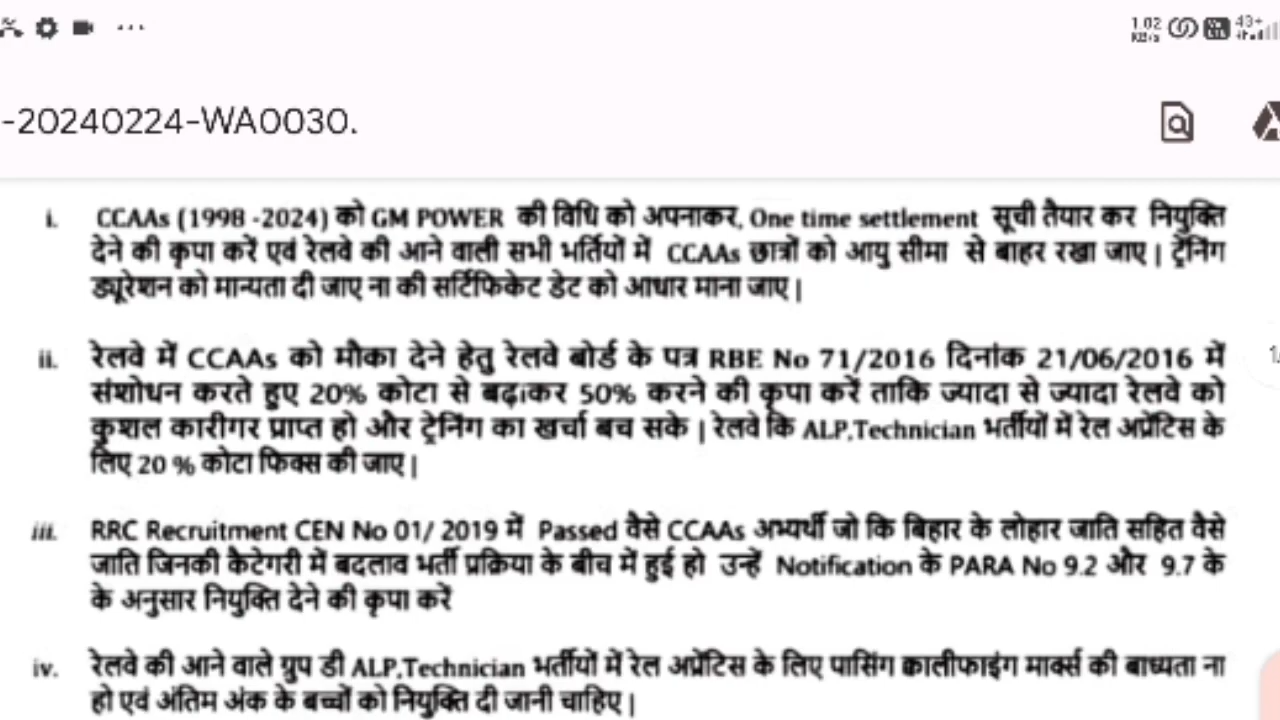 1.02 KB/s 43+
-20240224-WA0030.
i. CCAAs (1998 -2024) को GM POWER की विधि को अपनाकर, One time settlement सूची तैयार कर नियुक्ति
देने की कृपा करें एवं रेलवे की आने वाली सभी भर्तियों में CCAAs छात्रों को आयु सीमा से बाहर रखा जाए | ट्रेनिंग
ड्यूरेशन को मान्यता दी जाए ना की सर्टिफिकेट डेट को आधार माना जाए |
ii. रेलवे में CCAAs को मौका देने हेतु रेलवे बोर्ड के पत्र RBE No 71/2016 दिनांक 21/06/2016 में
संशोधन करते हुए 20% कोटा से बढ़ाकर 50% करने की कृपा करें ताकि ज्यादा से ज्यादा रेलवे को
कुशल कारीगर प्राप्त हो और ट्रेनिंग का खर्चा बच सके | रेलवे कि ALP,Technician भर्तीयों में रेल अप्रेंटिस के
लिए 20 % कोटा फिक्स की जाए |
iii. RRC Recruitment CEN No 01/ 2019 में Passed वैसे CCAAs अभ्यर्थी जो कि बिहार के लोहार जाति सहित वैसे
जाति जिनकी कैटेगरी में बदलाव भर्ती प्रक्रिया के बीच में हुई हो उन्हें Notification के PARA No 9.2 और 9.7 के
के अनुसार नियुक्ति देने की कृपा करें
iv. रेलवे की आने वाले ग्रुप डी ALP,Technician भर्तीयों में रेल अप्रेंटिस के लिए पासिंग क्वालीफाइंग मार्क्स की बाध्यता ना
हो एवं अंतिम अंक के बच्चों को नियुक्ति दी जानी चाहिए |